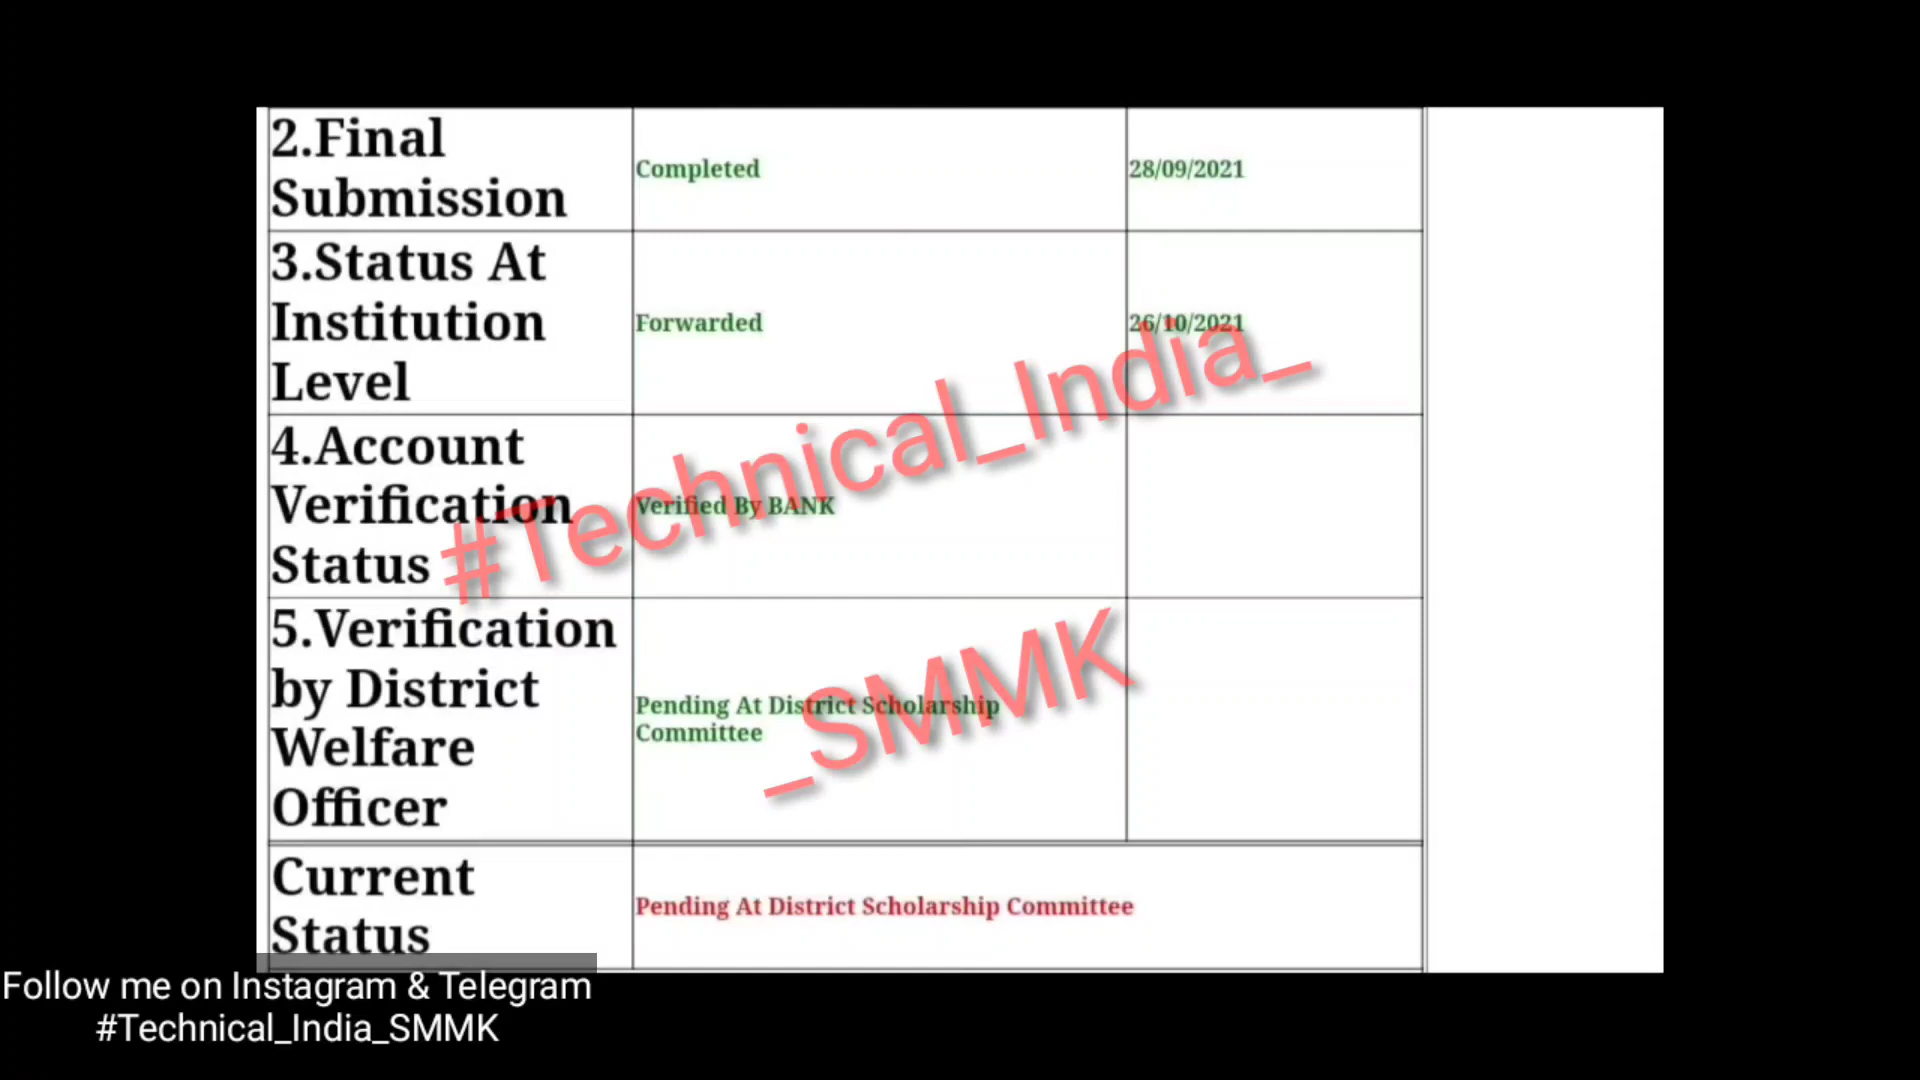 2.Final
Submission
Completed
28/09/2021
3.Status At
Institution
Level
Forwarded
26/10/2021
4.Account
Verification
Status
Verified By BANK
5.Verification
by District
Welfare
Officer
Pending At District Scholarship
Committee
Current
Status
Pending At District Scholarship Committee
#Technical_India_
_SMMK
Follow me on Instagram & Telegram
#Technical_India_SMMK